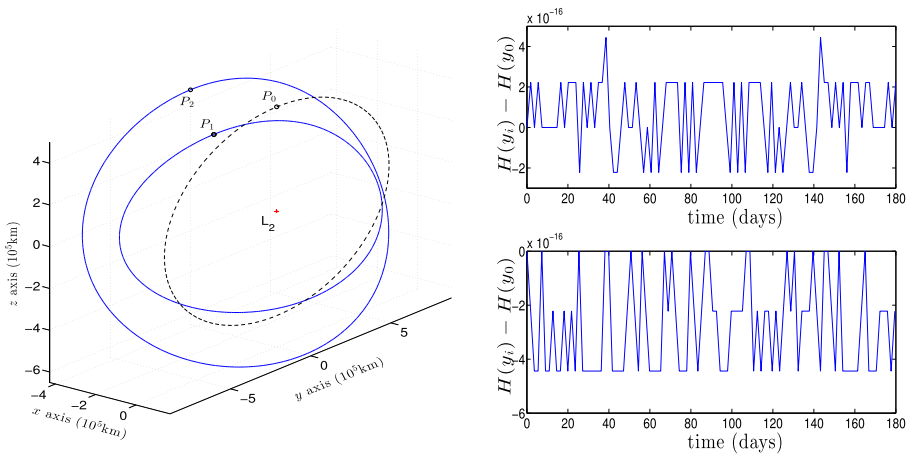 P₂
P₀
P₁
L₂
4
2
0
−2
−4
−6
z axis (10⁵km)
−4
−2
0
x axis (10⁵km)
−5
0
5
y axis (10⁵km)
x 10⁻¹⁶
4
2
0
−2
H(yᵢ) − H(y₀)
0 20 40 60 80 100 120 140 160 180
time (days)
x 10⁻¹⁶
0
−2
−4
−6
H(yᵢ) − H(y₀)
0 20 40 60 80 100 120 140 160 180
time (days)